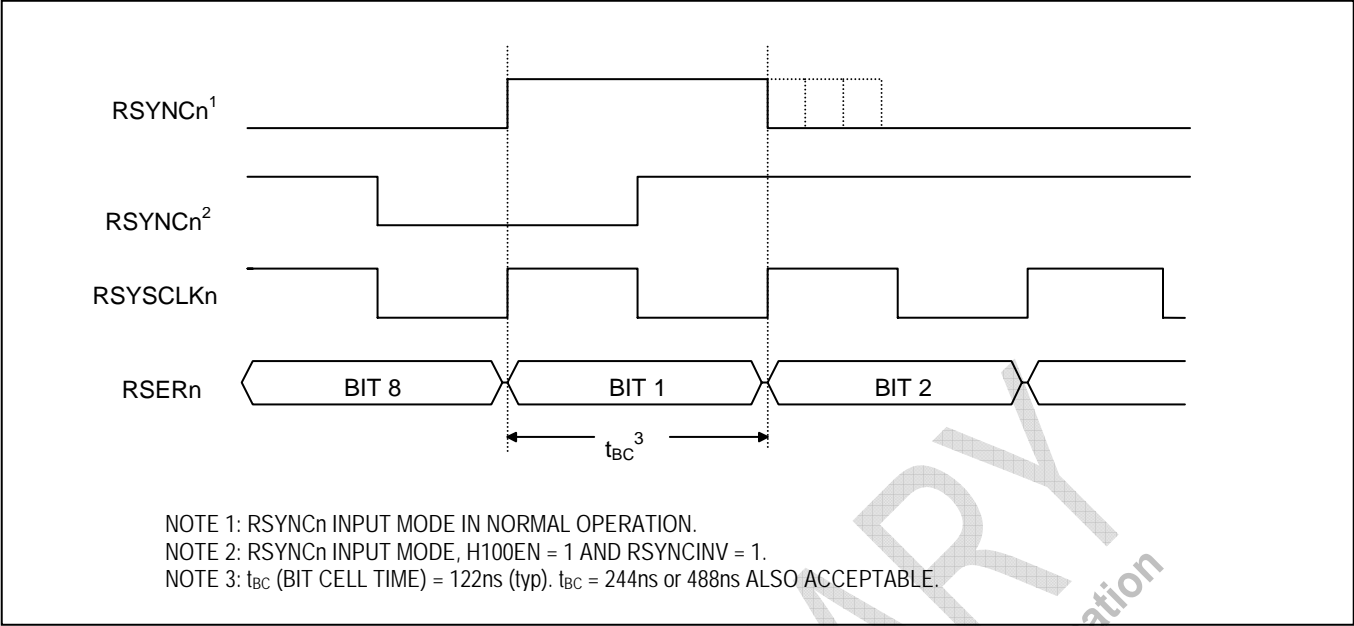 RSYNCn¹
RSYNCn²
RSYSCLKn
RSERn BIT 8 BIT 1 BIT 2
tBC³
NOTE 1: RSYNCn INPUT MODE IN NORMAL OPERATION.
NOTE 2: RSYNCn INPUT MODE, H100EN = 1 AND RSYNCINV = 1.
NOTE 3: tBC (BIT CELL TIME) = 122ns (typ). tBC = 244ns or 488ns ALSO ACCEPTABLE.
ARY
ation